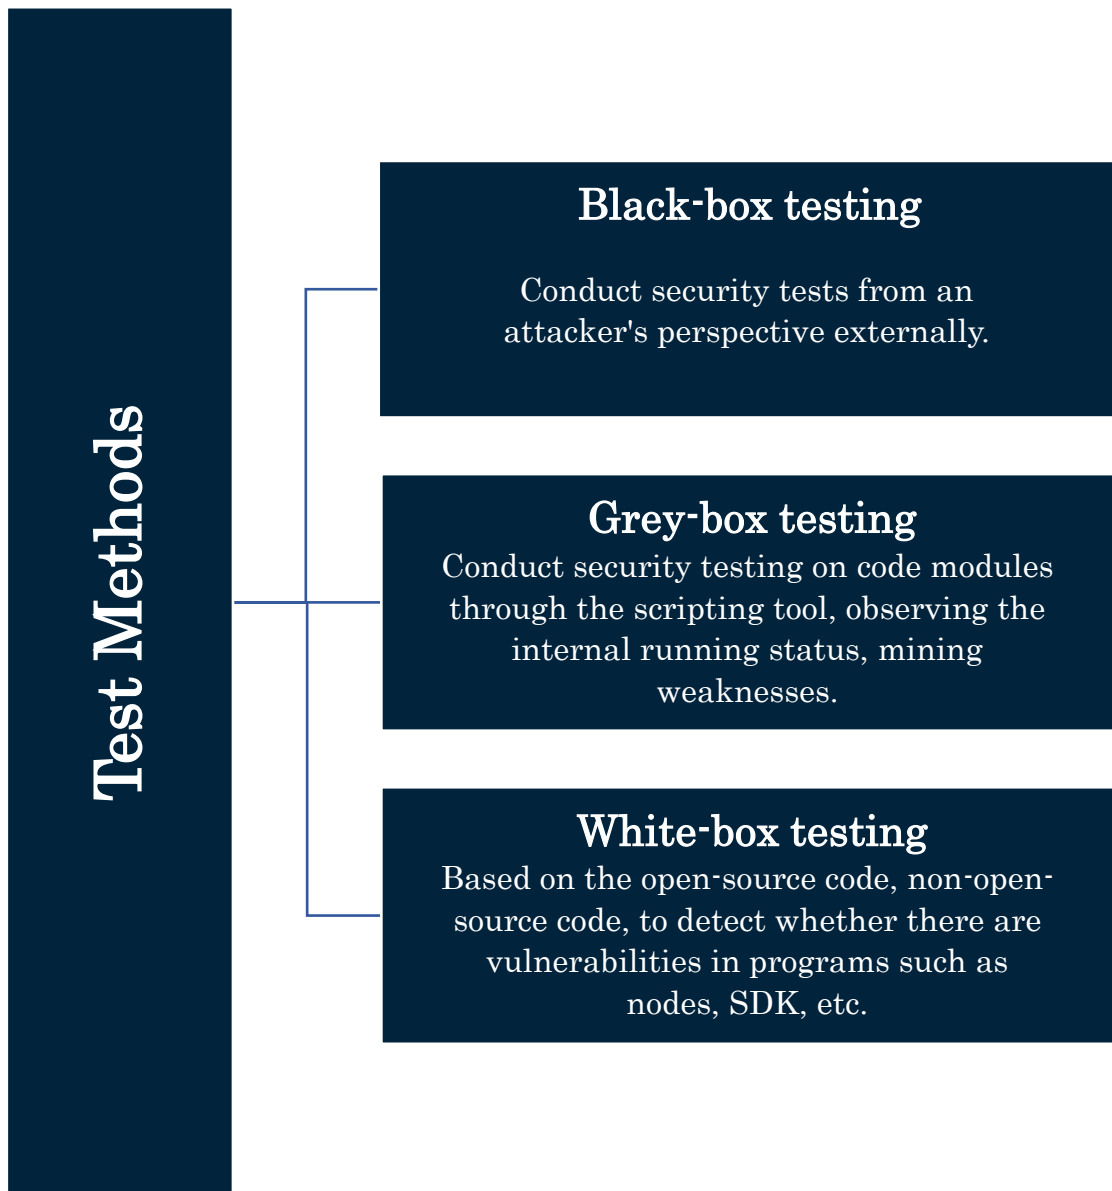 Test Methods
Black-box testing
Conduct security tests from an
attacker's perspective externally.
Grey-box testing
Conduct security testing on code modules
through the scripting tool, observing the
internal running status, mining
weaknesses.
White-box testing
Based on the open-source code, non-open-
source code, to detect whether there are
vulnerabilities in programs such as
nodes, SDK, etc.